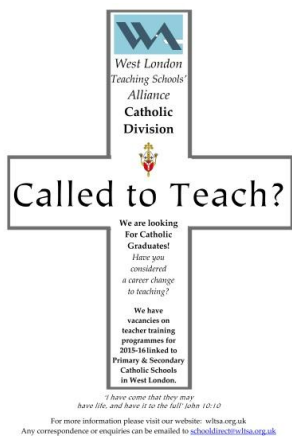 WA
West London
Teaching Schools'
Alliance
Catholic
Division
Called to Teach?
We are looking
For Catholic
Graduates!
Have you
considered
a career change
to teaching?
We have
vacancies on
teacher training
programmes for
2015-16 linked to
Primary & Secondary
Catholic Schools
in West London.
'I have come that they may
have life, and have it to the full' John 10:10
For more information please visit our website: wltsa.org.uk
Any correspondence or enquiries can be emailed to schooldirect@wltsa.org.uk